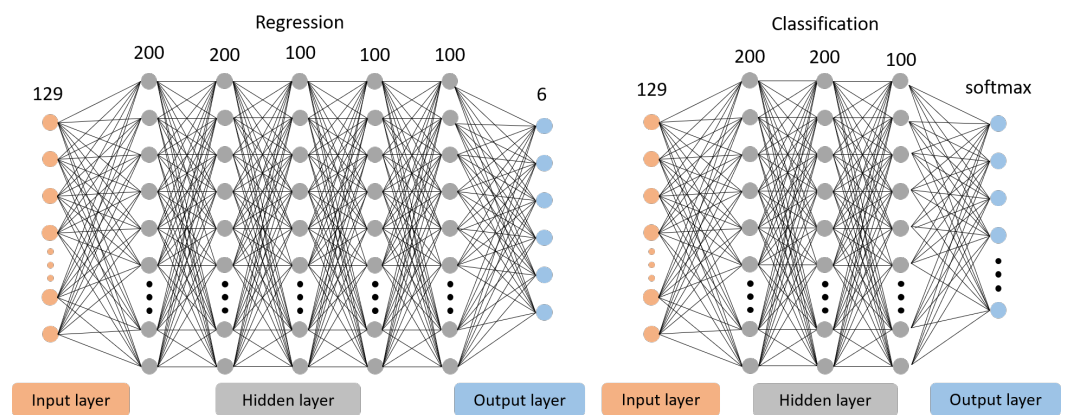 Regression
200 200 100 100 100
129
6
Input layer
Hidden layer
Output layer
Classification
200 200 100
129
softmax
Input layer
Hidden layer
Output layer